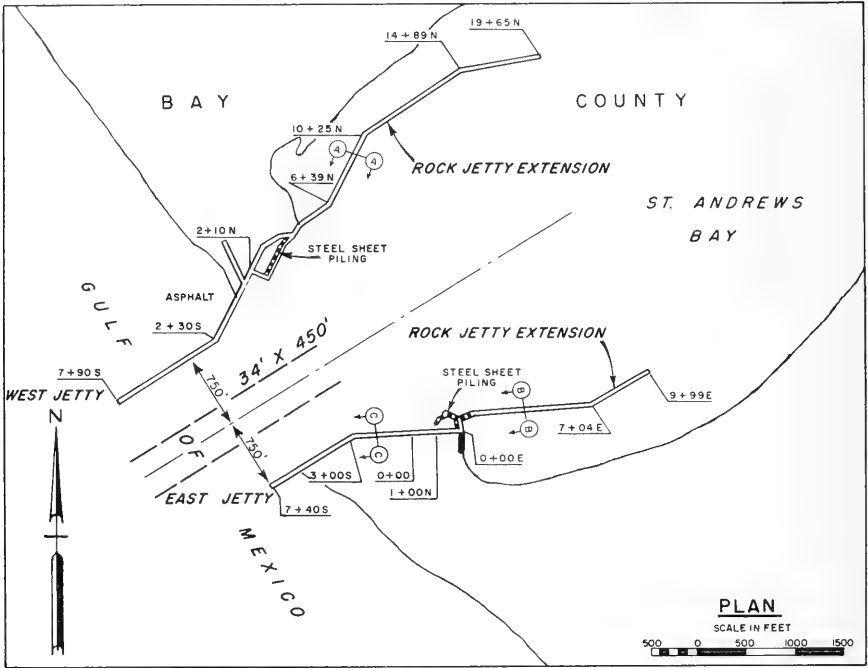 19+65N
14+89N
BAY
COUNTY
10+25N
A
A
ROCK JETTY EXTENSION
6+39N
ST. ANDREWS
BAY
2+10N
STEEL SHEET
PILING
ASPHALT
GULF
2+30S
34' X 450'
ROCK JETTY EXTENSION
7+90S
750'
STEEL SHEET
PILING
WEST JETTY
B
9+99E
N
C
B
7+04E
OF
750'
C
0+00E
3+00S
0+00
1+00N
EAST JETTY
7+40S
MEXICO
PLAN
SCALE IN FEET
500 0 500 1000 1500